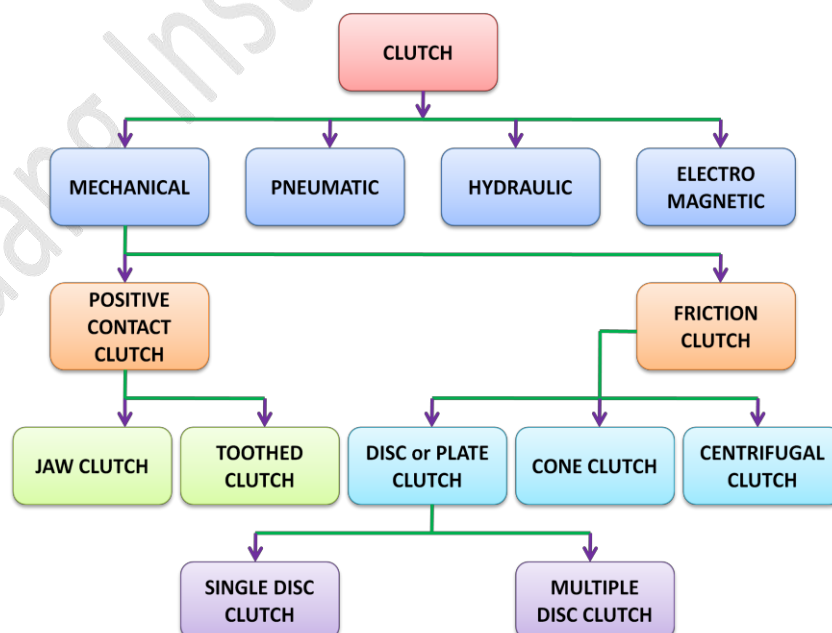 CLUTCH
MECHANICAL
PNEUMATIC
HYDRAULIC
ELECTRO
MAGNETIC
POSITIVE
CONTACT
CLUTCH
FRICTION
CLUTCH
JAW CLUTCH
TOOTHED
CLUTCH
DISC or PLATE
CLUTCH
CONE CLUTCH
CENTRIFUGAL
CLUTCH
SINGLE DISC
CLUTCH
MULTIPLE
DISC CLUTCH